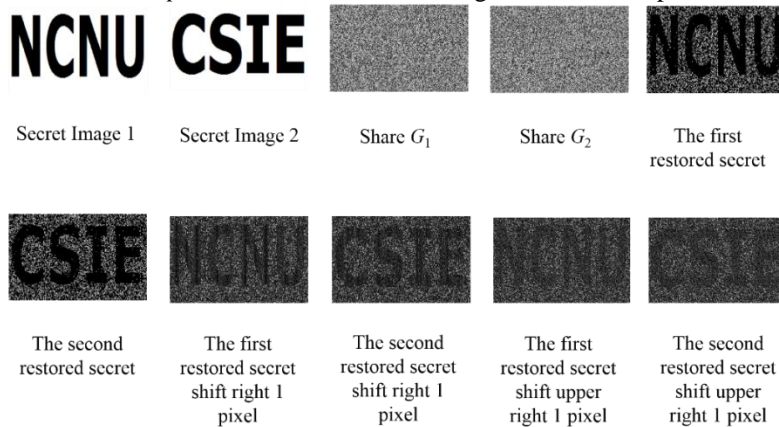 NCNU
CSIE
NCNU
Secret Image 1
Secret Image 2
Share G1
Share G2
The first
restored secret
CSIE
NCNU
CSIE
NCNU
CSIE
The second
restored secret
The first
restored secret
shift right 1
pixel
The second
restored secret
shift right 1
pixel
The first
restored secret
shift upper
right 1 pixel
The second
restored secret
shift upper
right 1 pixel